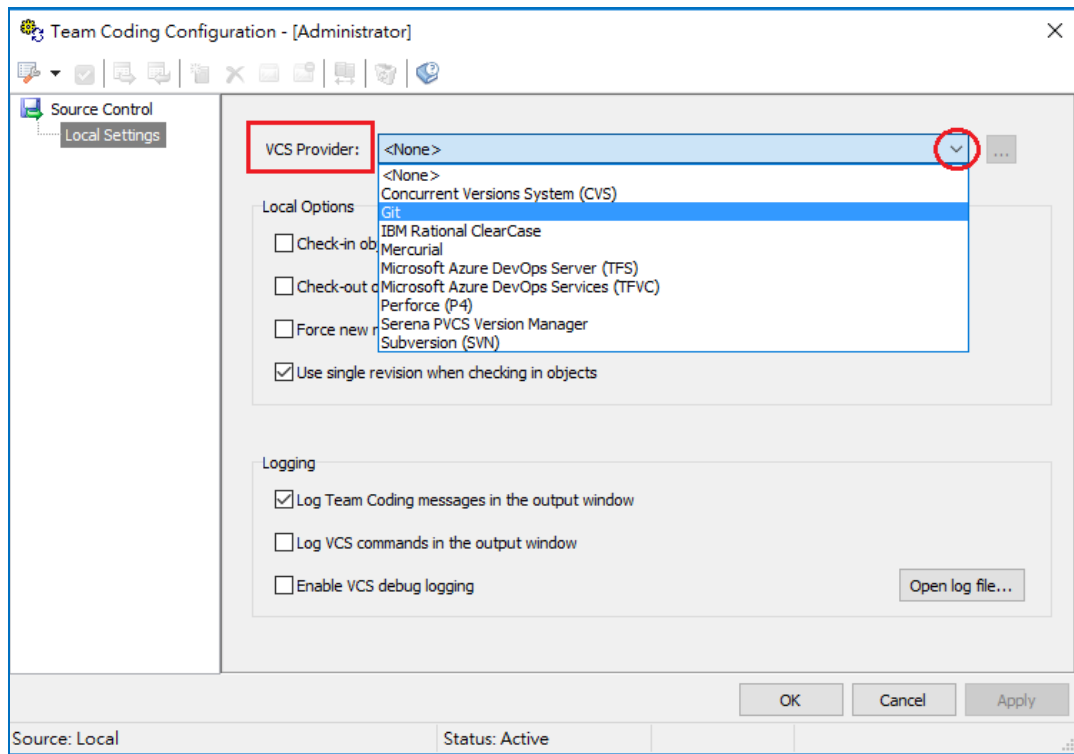 Team Coding Configuration - [Administrator]
Source Control
Local Settings
VCS Provider:
<None>
...
<None>
Concurrent Versions System (CVS)
Git
IBM Rational ClearCase
Mercurial
Microsoft Azure DevOps Server (TFS)
Microsoft Azure DevOps Services (TFVC)
Perforce (P4)
Serena PVCS Version Manager
Subversion (SVN)
Local Options
Check-in
Check-out
Force new
Use single revision when checking in objects
Logging
Log Team Coding messages in the output window
Log VCS commands in the output window
Enable VCS debug logging
Open log file...
OK
Cancel
Apply
Source: Local
Status: Active